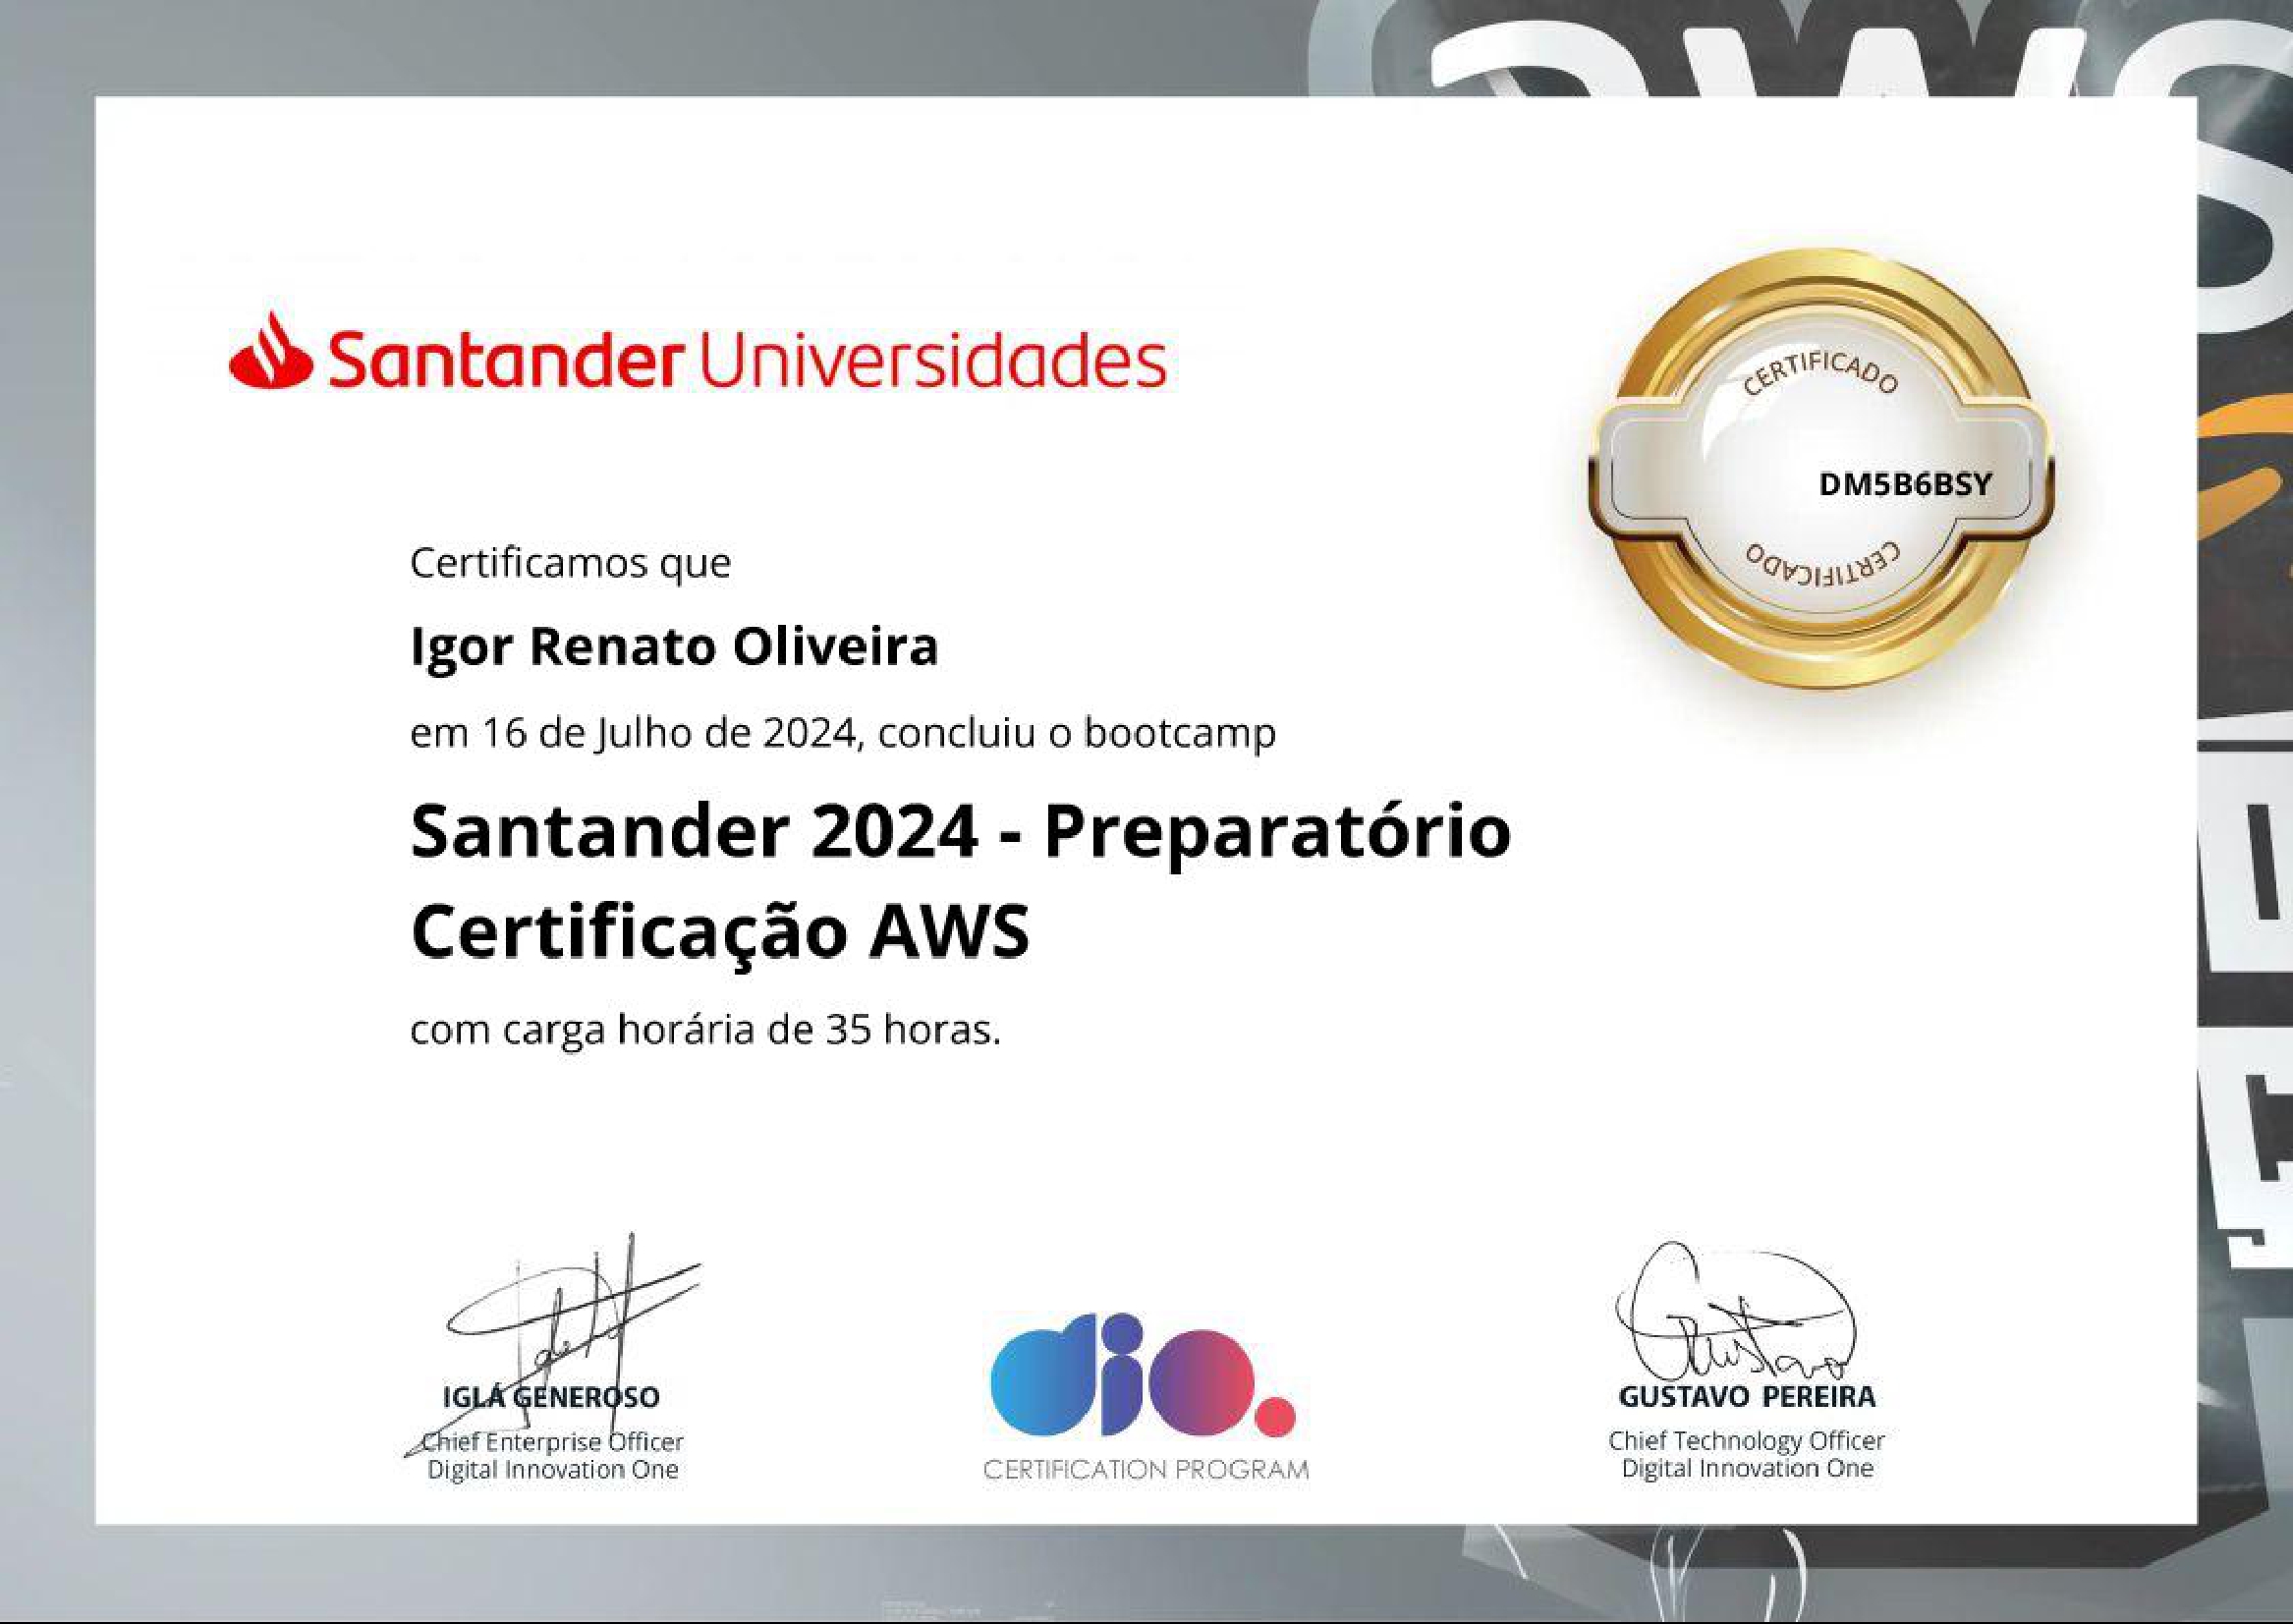 aws
Santander Universidades
CERTIFICADO
DM5B6BSY
CERTIFICADO
Certificamos que
Igor Renato Oliveira
em 16 de Julho de 2024, concluiu o bootcamp
Santander 2024 - Preparatório
Certificação AWS
com carga horária de 35 horas.
IGLÁ GENEROSO
Chief Enterprise Officer
Digital Innovation One
dio.
CERTIFICATION PROGRAM
GUSTAVO PEREIRA
Chief Technology Officer
Digital Innovation One